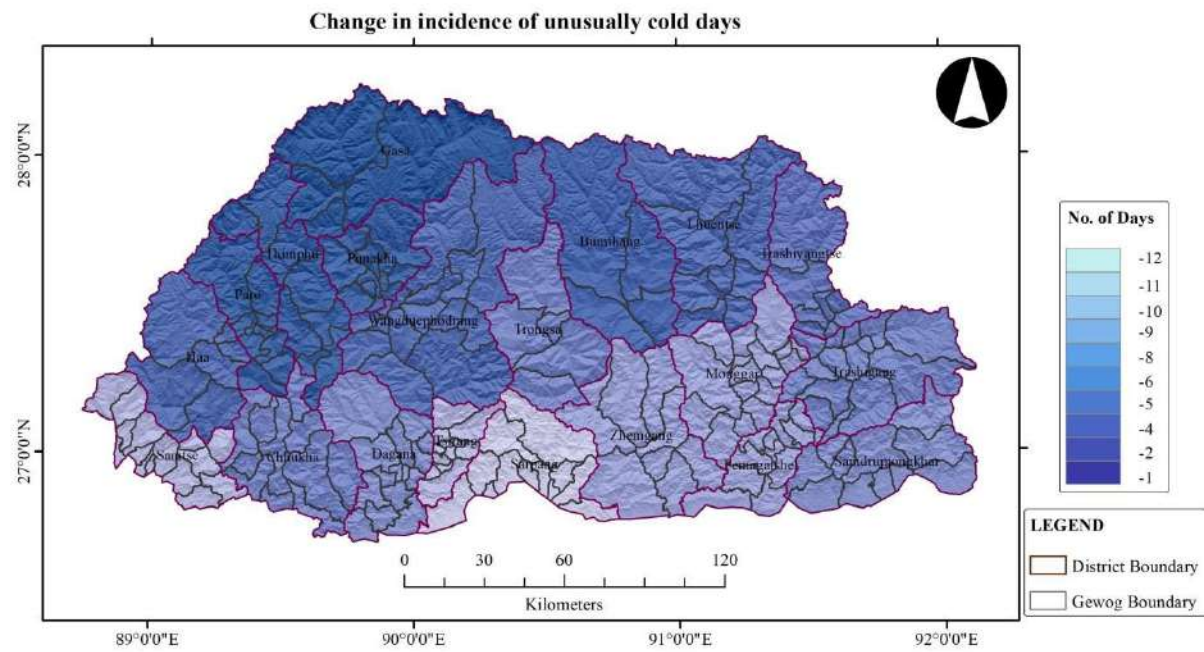 Change in incidence of unusually cold days
28°0'0"N
27°0'0"N
Gasa
Punakha
Paro
Haa
Wangduephodrang
Trongsa
Bumthang
Lhuentse
Trashiyangtse
Monggar
Trashigang
Samtse
Chhukha
Dagana
Tsirang
Sarpang
Zhemgang
Samdrupjongkhar
0 30 60 120
Kilometers
89°0'0"E 90°0'0"E 91°0'0"E 92°0'0"E
No. of Days
-12
-11
-10
-9
-8
-6
-5
-4
-2
-1
LEGEND
District Boundary
Gewog Boundary